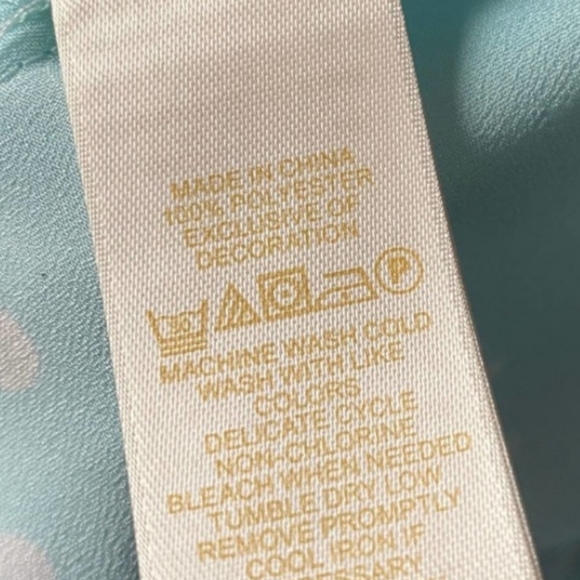 MADE IN CHINA
100% POLYESTER
EXCLUSIVE OF
DECORATION
30 P
MACHINE WASH COLD
WASH WITH LIKE
COLORS
DELICATE CYCLE
NON-CHLORINE
BLEACH WHEN NEEDED
TUMBLE DRY LOW
REMOVE PROMPTLY
COOL IRON IF